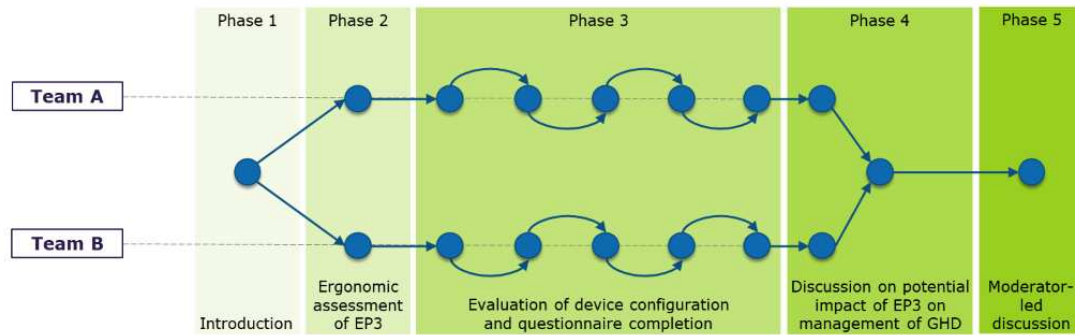 Phase 1
Phase 2
Phase 3
Phase 4
Phase 5
Team A
Team B
Introduction
Ergonomic
assessment
of EP3
Evaluation of device configuration
and questionnaire completion
Discussion on potential
impact of EP3 on
management of GHD
Moderator-
led
discussion